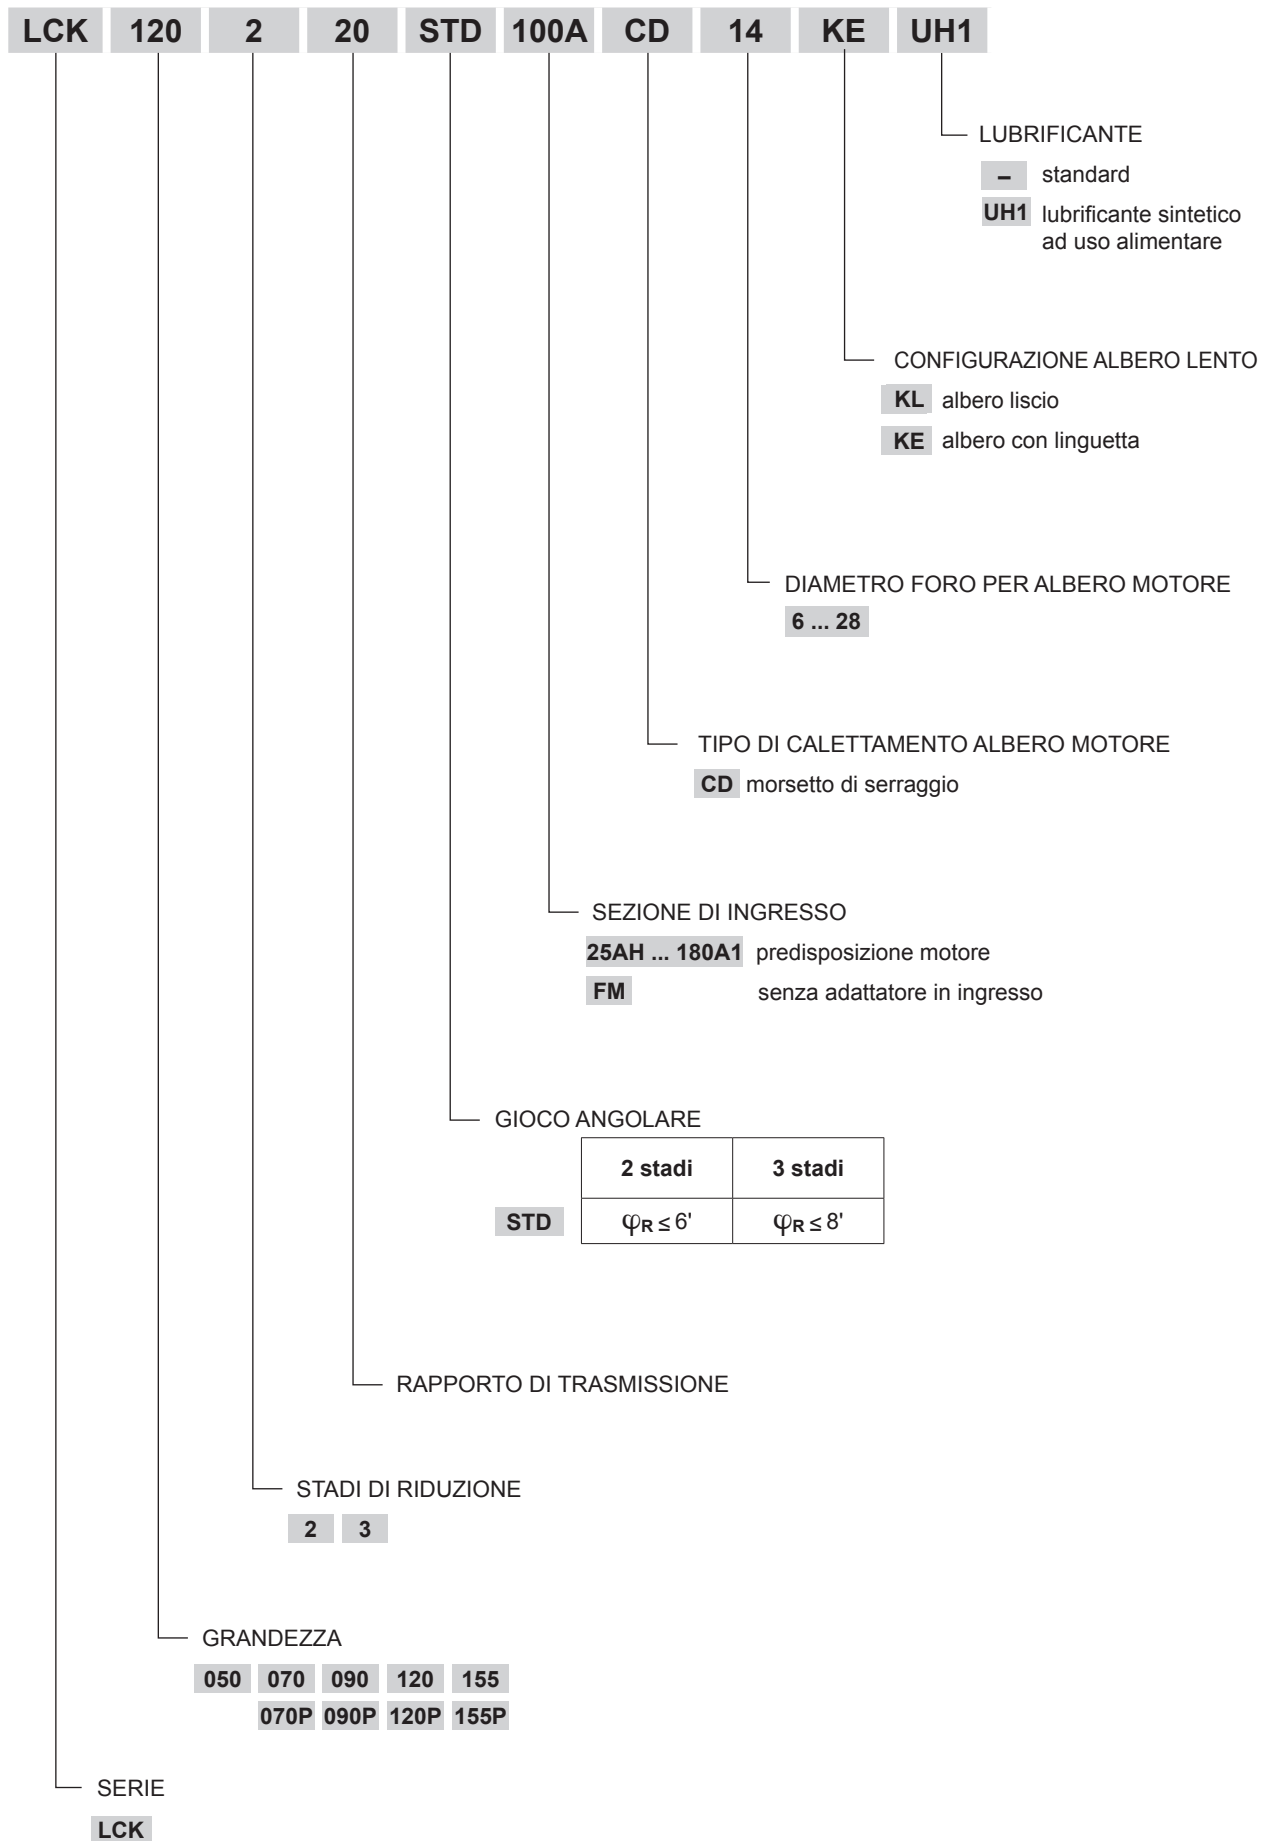 LCK 120 2 20 STD 100A CD 14 KE UH1
LUBRIFICANTE
– standard
UH1 lubrificante sintetico
ad uso alimentare
CONFIGURAZIONE ALBERO LENTO
KL albero liscio
KE albero con linguetta
DIAMETRO FORO PER ALBERO MOTORE
6 ... 28
TIPO DI CALETTAMENTO ALBERO MOTORE
CD morsetto di serraggio
SEZIONE DI INGRESSO
25AH ... 180A1 predisposizione motore
FM senza adattatore in ingresso
GIOCO ANGOLARE
2 stadi 3 stadi
STD φR ≤ 6' φR ≤ 8'
RAPPORTO DI TRASMISSIONE
STADI DI RIDUZIONE
2 3
GRANDEZZA
050 070 090 120 155
070P 090P 120P 155P
SERIE
LCK